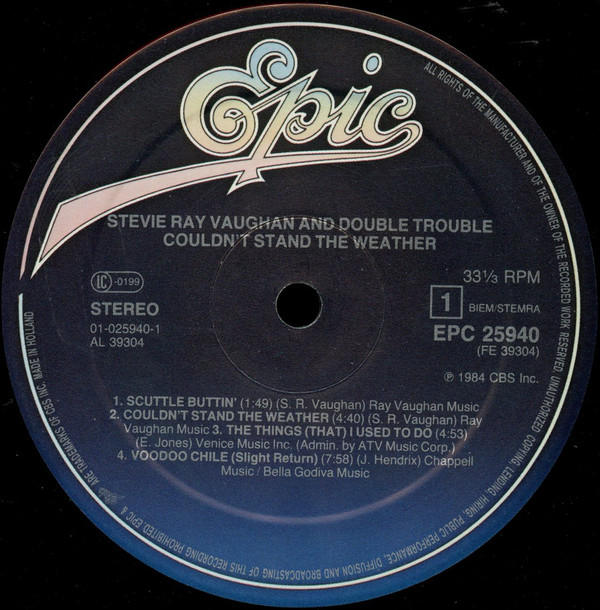 Epic
STEVIE RAY VAUGHAN AND DOUBLE TROUBLE
COULDN'T STAND THE WEATHER
LC -0199
STEREO
01-025940-1
AL 39304
33⅓ RPM
1 BIEM/STEMRA
EPC 25940
(FE 39304)
℗ 1984 CBS Inc.
1. SCUTTLE BUTTIN' (1:49) (S. R. Vaughan) Ray Vaughan Music
2. COULDN'T STAND THE WEATHER (4:40) (S. R. Vaughan) Ray
Vaughan Music 3. THE THINGS (THAT) I USED TO DO (4:53)
(E. Jones) Venice Music Inc. (Admin. by ATV Music Corp.)
4. VOODOO CHILE (Slight Return) (7:58) (J. Hendrix) Chappell
Music / Bella Godiva Music
ALL RIGHTS OF THE MANUFACTURER AND OF THE OWNER OF THE RECORDED WORK RESERVED. UNAUTHORIZED COPYING, LENDING, HIRING, PUBLIC PERFORMANCE, DIFFUSION AND BROADCASTING OF THIS RECORDING PROHIBITED. EPIC &
ARE TRADEMARKS OF CBS INC. MADE IN HOLLAND